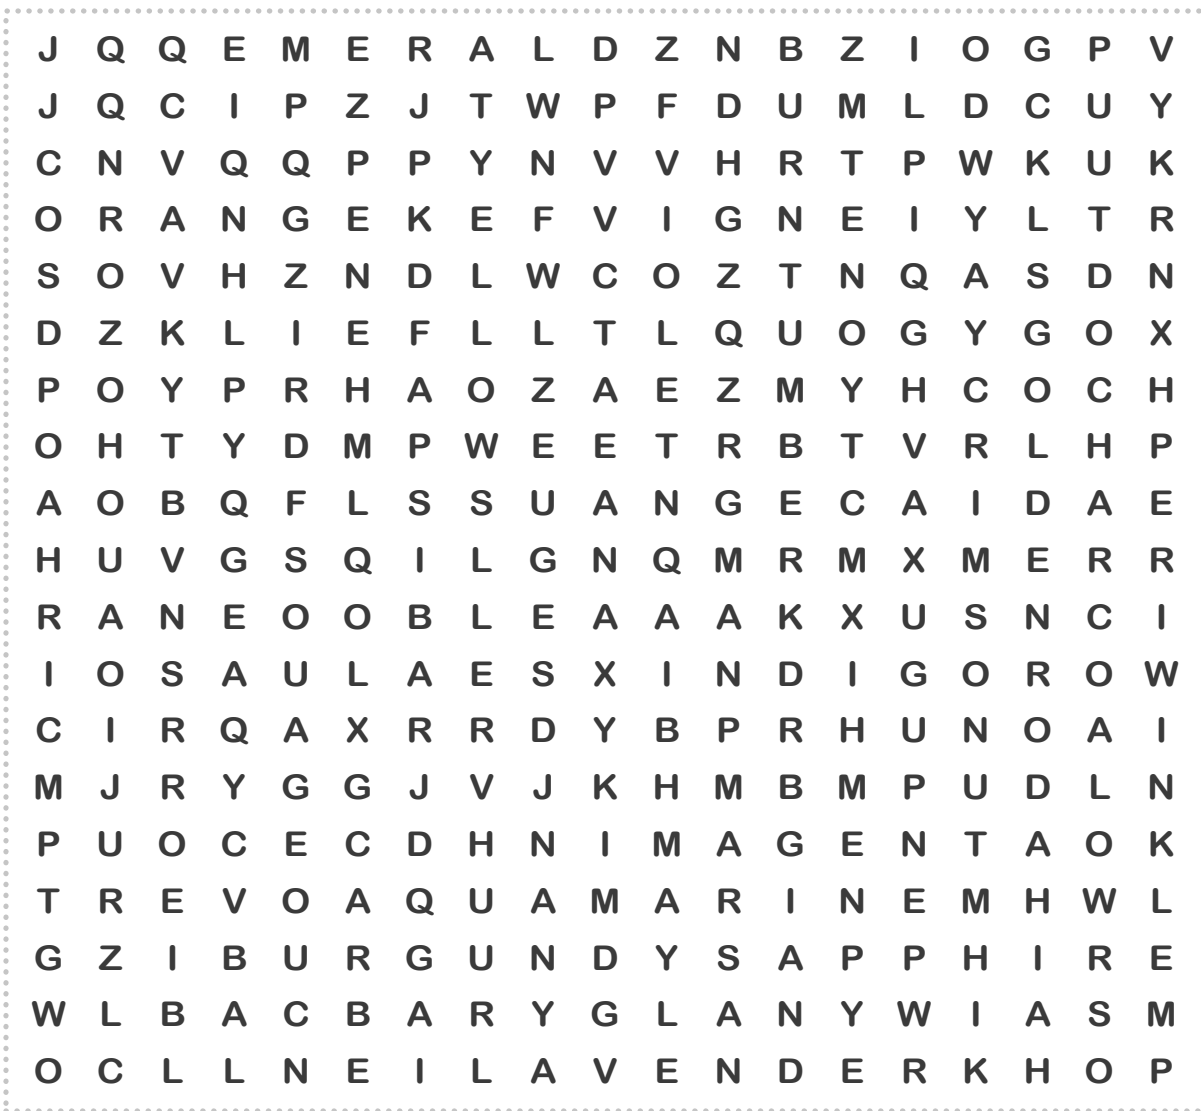 J Q Q E M E R A L D Z N B Z I O G P V
J Q C I P Z J T W P F D U M L D C U Y
C N V Q Q P P Y N V V H R T P W K U K
O R A N G E K E F V I G N E I Y L T R
S O V H Z N D L W C O Z T N Q A S D N
D Z K L I E F L L T L Q U O G Y G O X
P O Y P R H A O Z A E Z M Y H C O C H
O H T Y D M P W E E T R B T V R L H P
A O B Q F L S S U A N G E C A I D A E
H U V G S Q I L G N Q M R M X M E R R
R A N E O O B L E A A A K X U S N C I
I O S A U L A E S X I N D I G O R O W
C I R Q A X R R D Y B P R H U N O A I
M J R Y G G J V J K H M B M P U D L N
P U O C E C D H N I M A G E N T A O K
T R E V O A Q U A M A R I N E M H W L
G Z I B U R G U N D Y S A P P H I R E
W L B A C B A R Y G L A N Y W I A S M
O C L L N E I L A V E N D E R K H O P